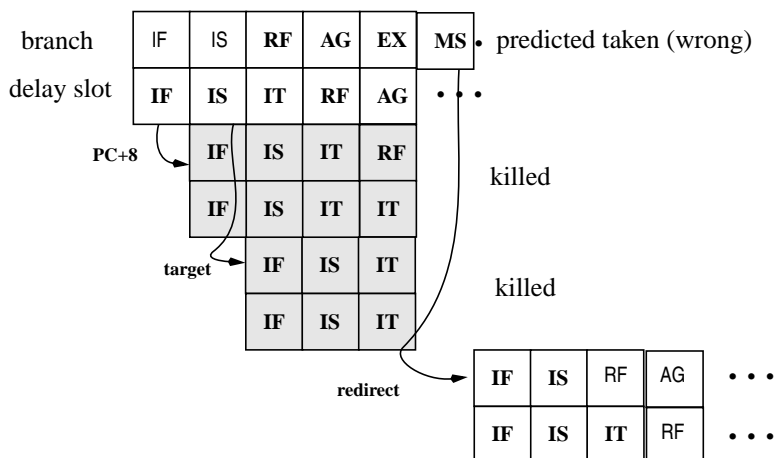 branch IF IS RF AG EX MS • predicted taken (wrong)
delay slot IF IS IT RF AG • • •
PC+8 IF IS IT RF
killed
IF IS IT IT
target IF IS IT
killed
IF IS IT
redirect IF IS RF AG • • •
IF IS IT RF • • •